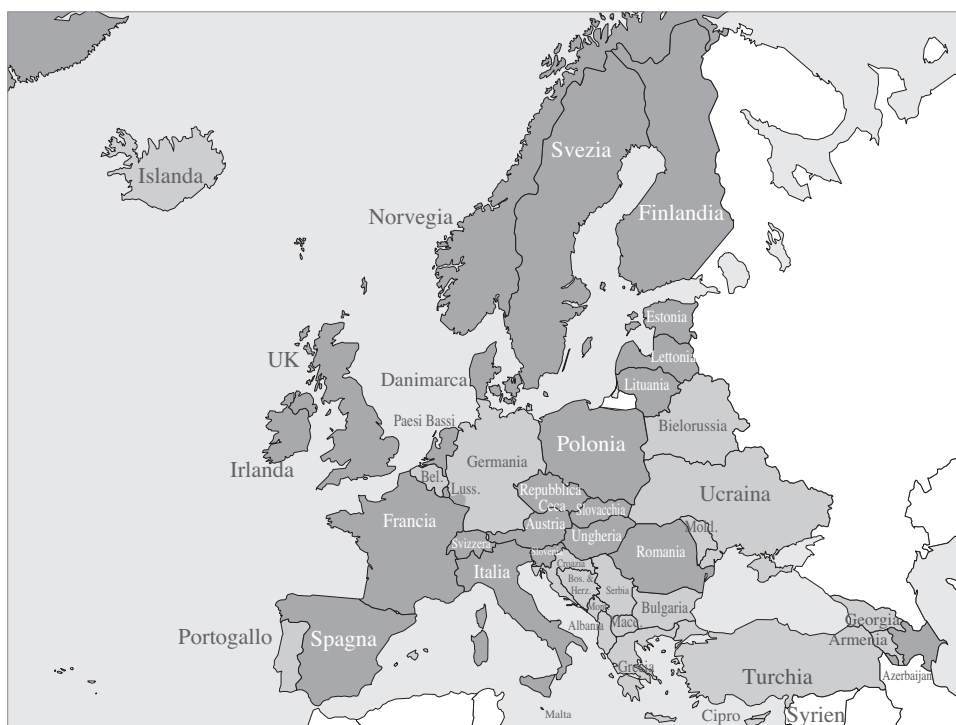 Svezia
Islanda
Finlandia
Norvegia
Estonia
UK
Lettonia
Danimarca
Lituania
Paesi Bassi
Bielorussia
Polonia
Irlanda
Germania
Bel.
Luss.
Repubblica
Ceca
Ucraina
Slovacchia
Francia
Austria
Mold.
Ungheria
Svizzera
Slovenia
Romania
Croazia
Italia
Bos. &
Herz.
Serbia
Mont.
Bulgaria
Georgia
Albania
Macc.
Portogallo
Spagna
Armenia
Grecia
Turchia
Azerbaijan
Malta
Cipro
Syrien